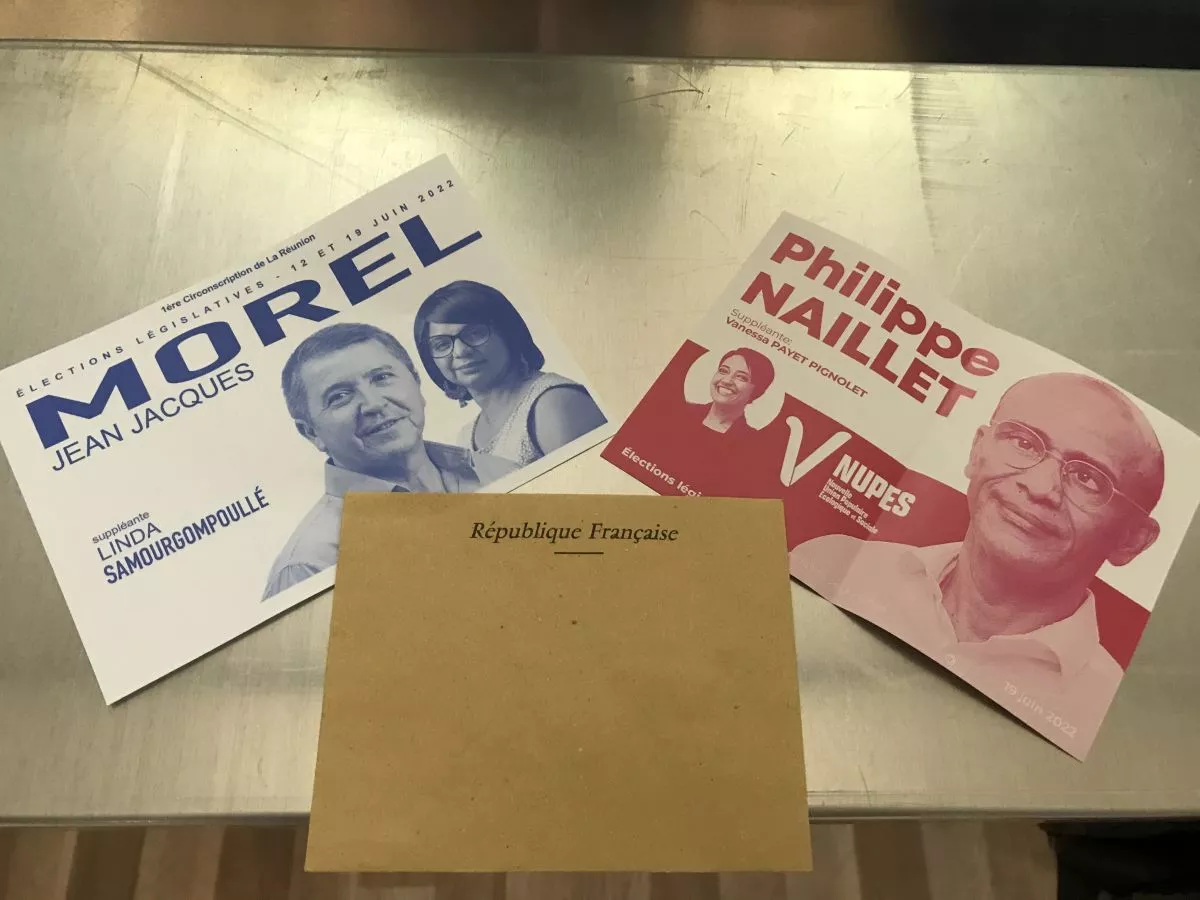 1ère Circonscription de La Réunion
ÉLECTIONS LÉGISLATIVES - 12 ET 19 JUIN 2022
MOREL
JEAN JACQUES
suppléante
LINDA
SAMOURGOMPOULLÉ
Philippe
NAILLET
Suppléante:
Vanessa PAYET PIGNOLET
NUPES
Nouvelle
Union Populaire
Écologique et Sociale
Élections légi
19 juin 2022
République Française